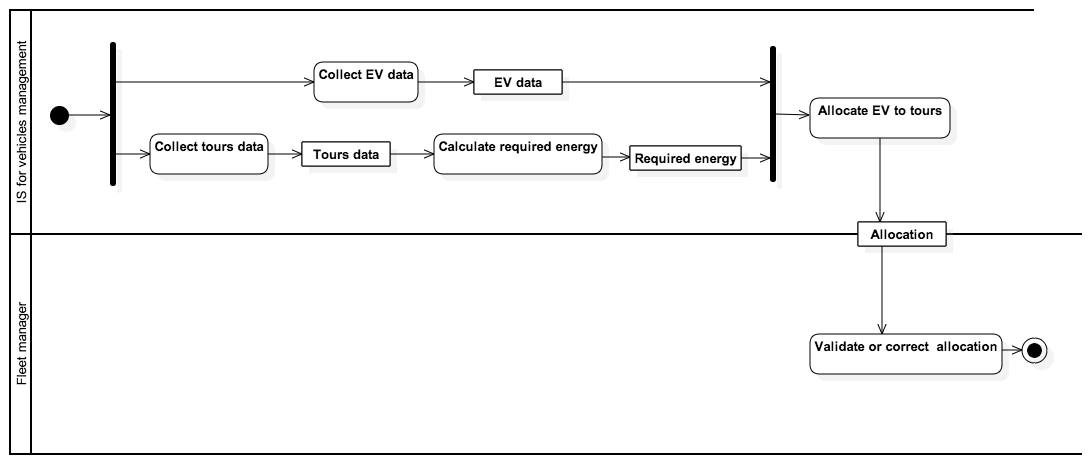 IS for vehicles management
Collect EV data
EV data
Allocate EV to tours
Collect tours data
Tours data
Calculate required energy
Required energy
Allocation
Fleet manager
Validate or correct  allocation